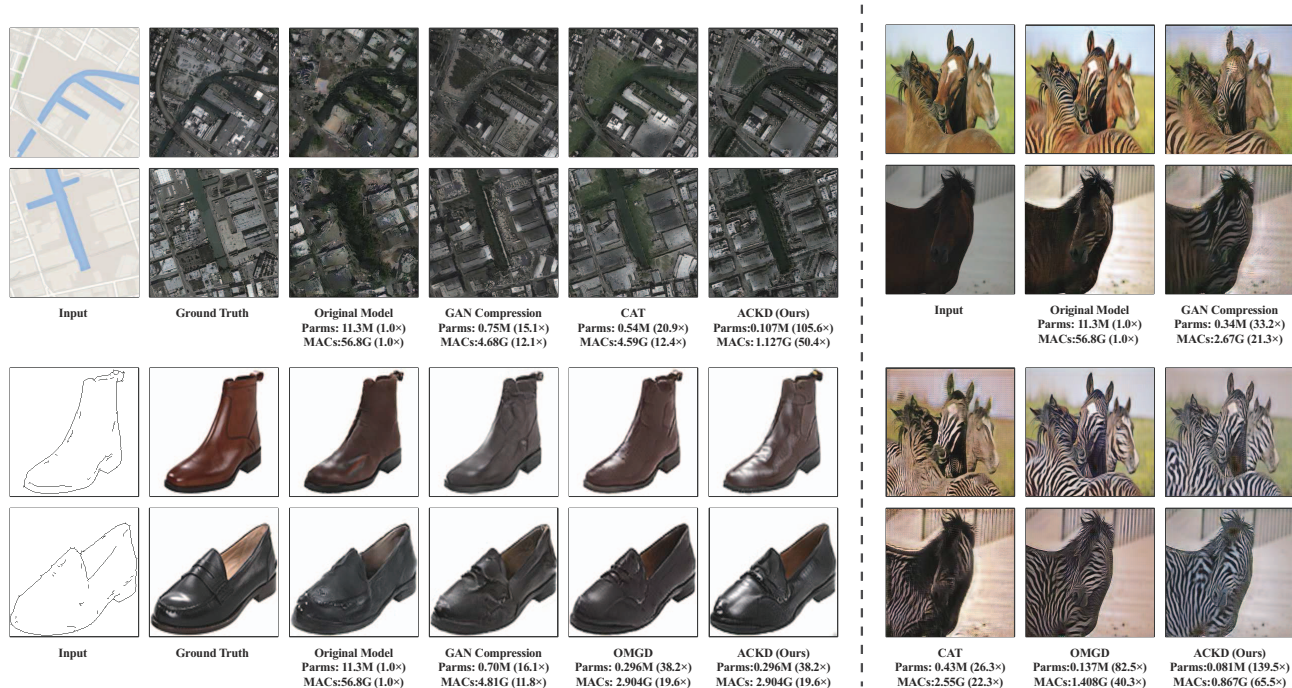 Input
Ground Truth
Original Model
Parms: 11.3M (1.0×)
MACs:56.8G (1.0×)
GAN Compression
Parms: 0.75M (15.1×)
MACs:4.68G (12.1×)
CAT
Parms: 0.54M (20.9×)
MACs:4.59G (12.4×)
ACKD (Ours)
Parms:0.107M (105.6×)
MACs:1.127G (50.4×)
Input
Ground Truth
Original Model
Parms: 11.3M (1.0×)
MACs:56.8G (1.0×)
GAN Compression
Parms: 0.70M (16.1×)
MACs:4.81G (11.8×)
OMGD
Parms: 0.296M (38.2×)
MACs: 2.904G (19.6×)
ACKD (Ours)
Parms:0.296M (38.2×)
MACs: 2.904G (19.6×)
Input
Original Model
Parms: 11.3M (1.0×)
MACs:56.8G (1.0×)
GAN Compression
Parms: 0.34M (33.2×)
MACs:2.67G (21.3×)
CAT
Parms: 0.43M (26.3×)
MACs:2.55G (22.3×)
OMGD
Parms:0.137M (82.5×)
MACs:1.408G (40.3×)
ACKD (Ours)
Parms:0.081M (139.5×)
MACs:0.867G (65.5×)